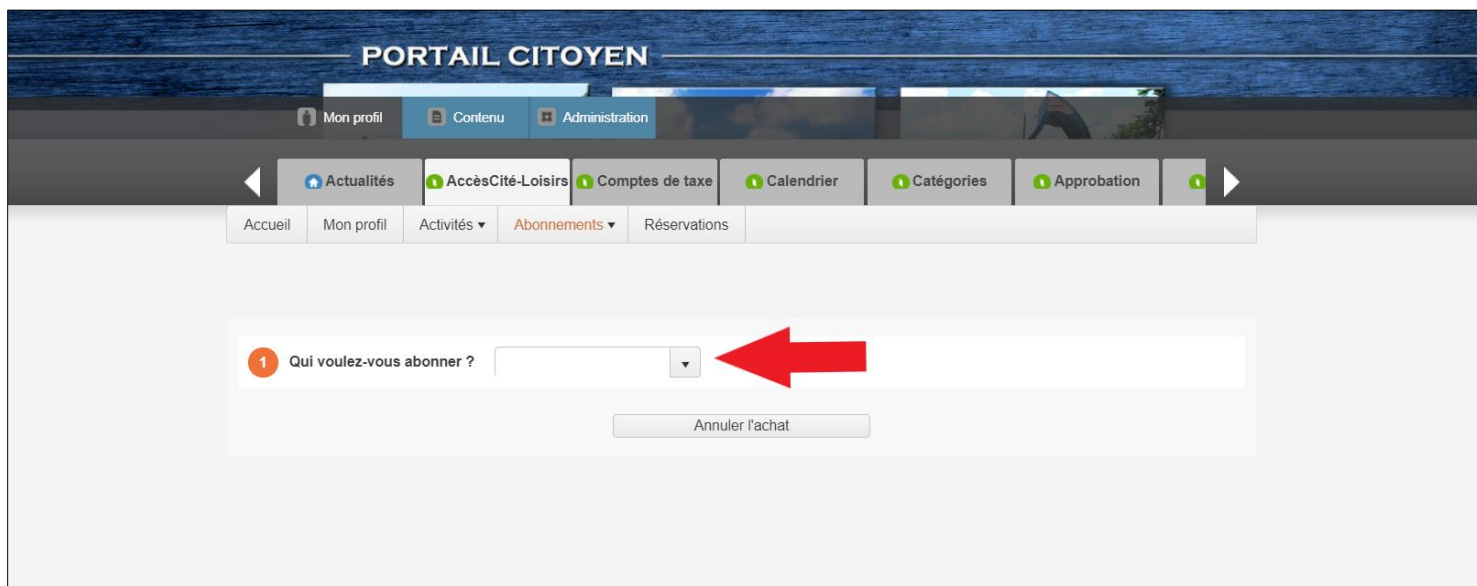 PORTAIL CITOYEN
Mon profil Contenu Administration
Actualités AccèsCité-Loisirs Comptes de taxe Calendrier Catégories Approbation
Accueil Mon profil Activités ▾ Abonnements ▾ Réservations
1 Qui voulez-vous abonner ?
Annuler l'achat